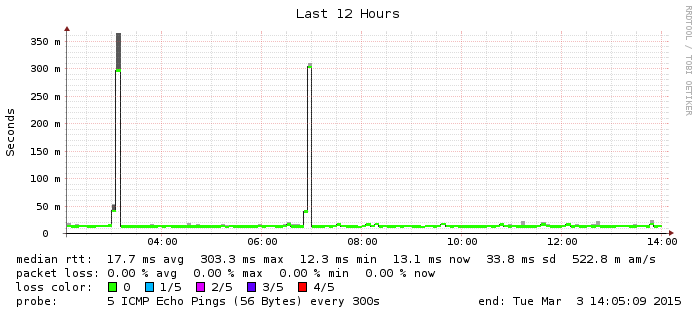 Last 12 Hours
RRDTOOL / TOBI OETIKER
Seconds
350 m
300 m
250 m
200 m
150 m
100 m
50 m
0
04:00 06:00 08:00 10:00 12:00 14:00
median rtt: 17.7 ms avg 303.3 ms max 12.3 ms min 13.1 ms now 33.8 ms sd 522.8 m am/s
packet loss: 0.00 % avg 0.00 % max 0.00 % min 0.00 % now
loss color: 0 1/5 2/5 3/5 4/5
probe: 5 ICMP Echo Pings (56 Bytes) every 300s end: Tue Mar 3 14:05:09 2015